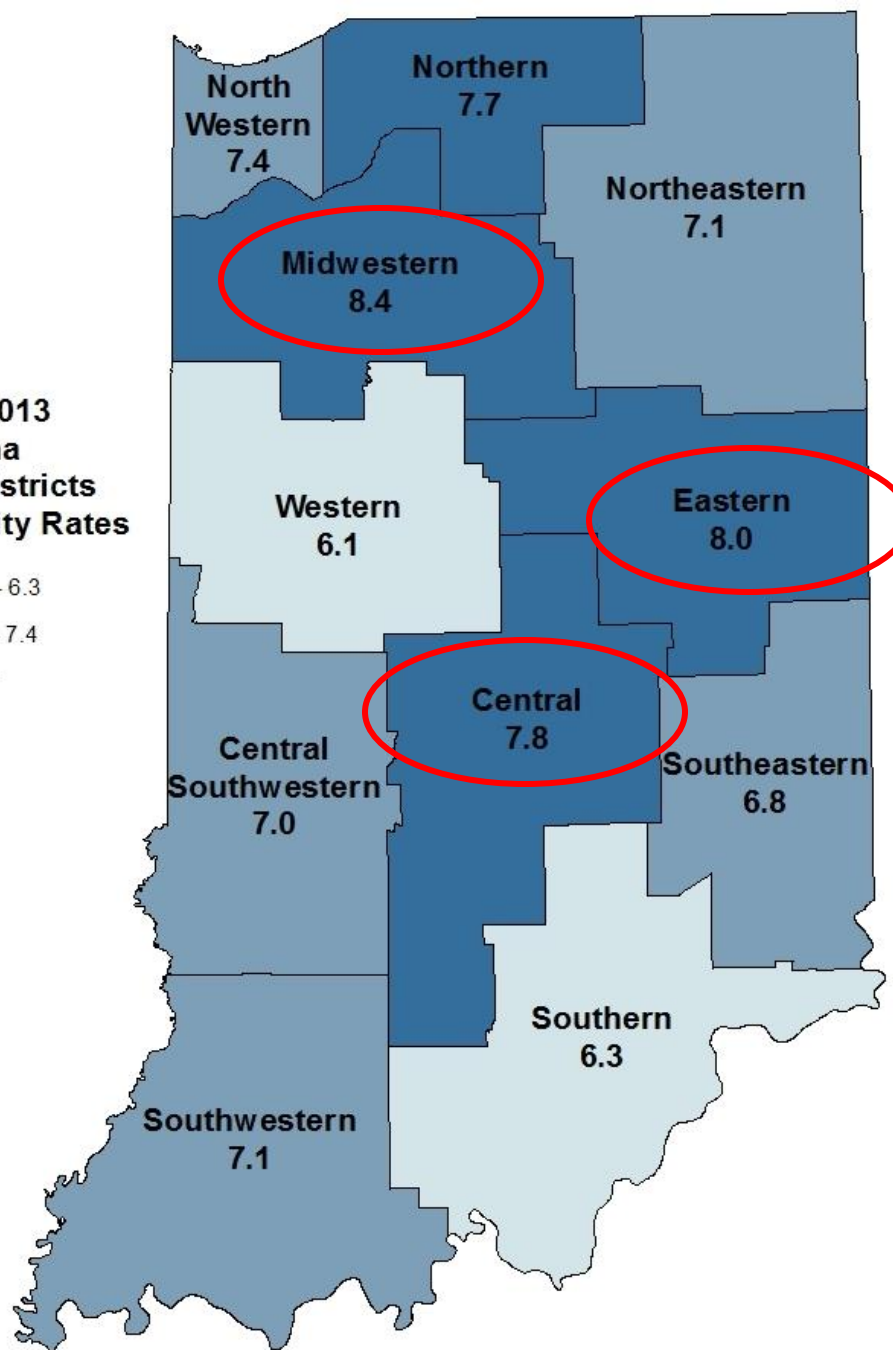 Northern
7.7
North
Western
7.4
Northeastern
7.1
Midwestern
8.4
013
na
stricts
ity Rates
6.3
7.4
Western
6.1
Eastern
8.0
Central
7.8
Central
Southwestern
7.0
Southeastern
6.8
Southern
6.3
Southwestern
7.1